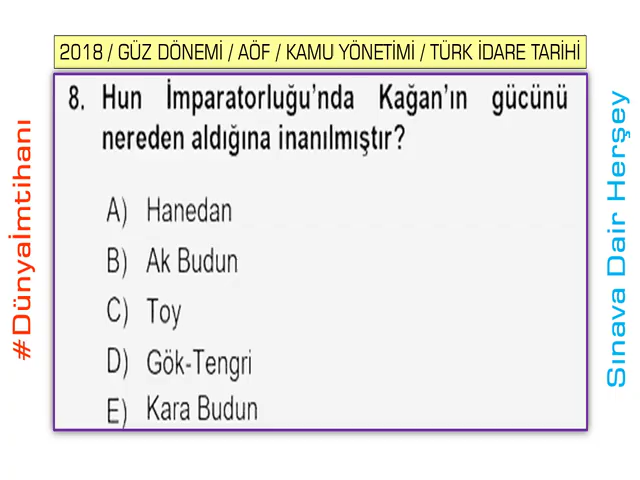 2018 / GÜZ DÖNEMİ / AÖF / KAMU YÖNETİMİ / TÜRK İDARE TARİHİ
#Dünyaİmtihanı
8. Hun İmparatorluğu'nda Kağan'ın gücünü
nereden aldığına inanılmıştır?
A) Hanedan
B) Ak Budun
C) Toy
D) Gök-Tengri
E) Kara Budun
Sınava Dair Herşey